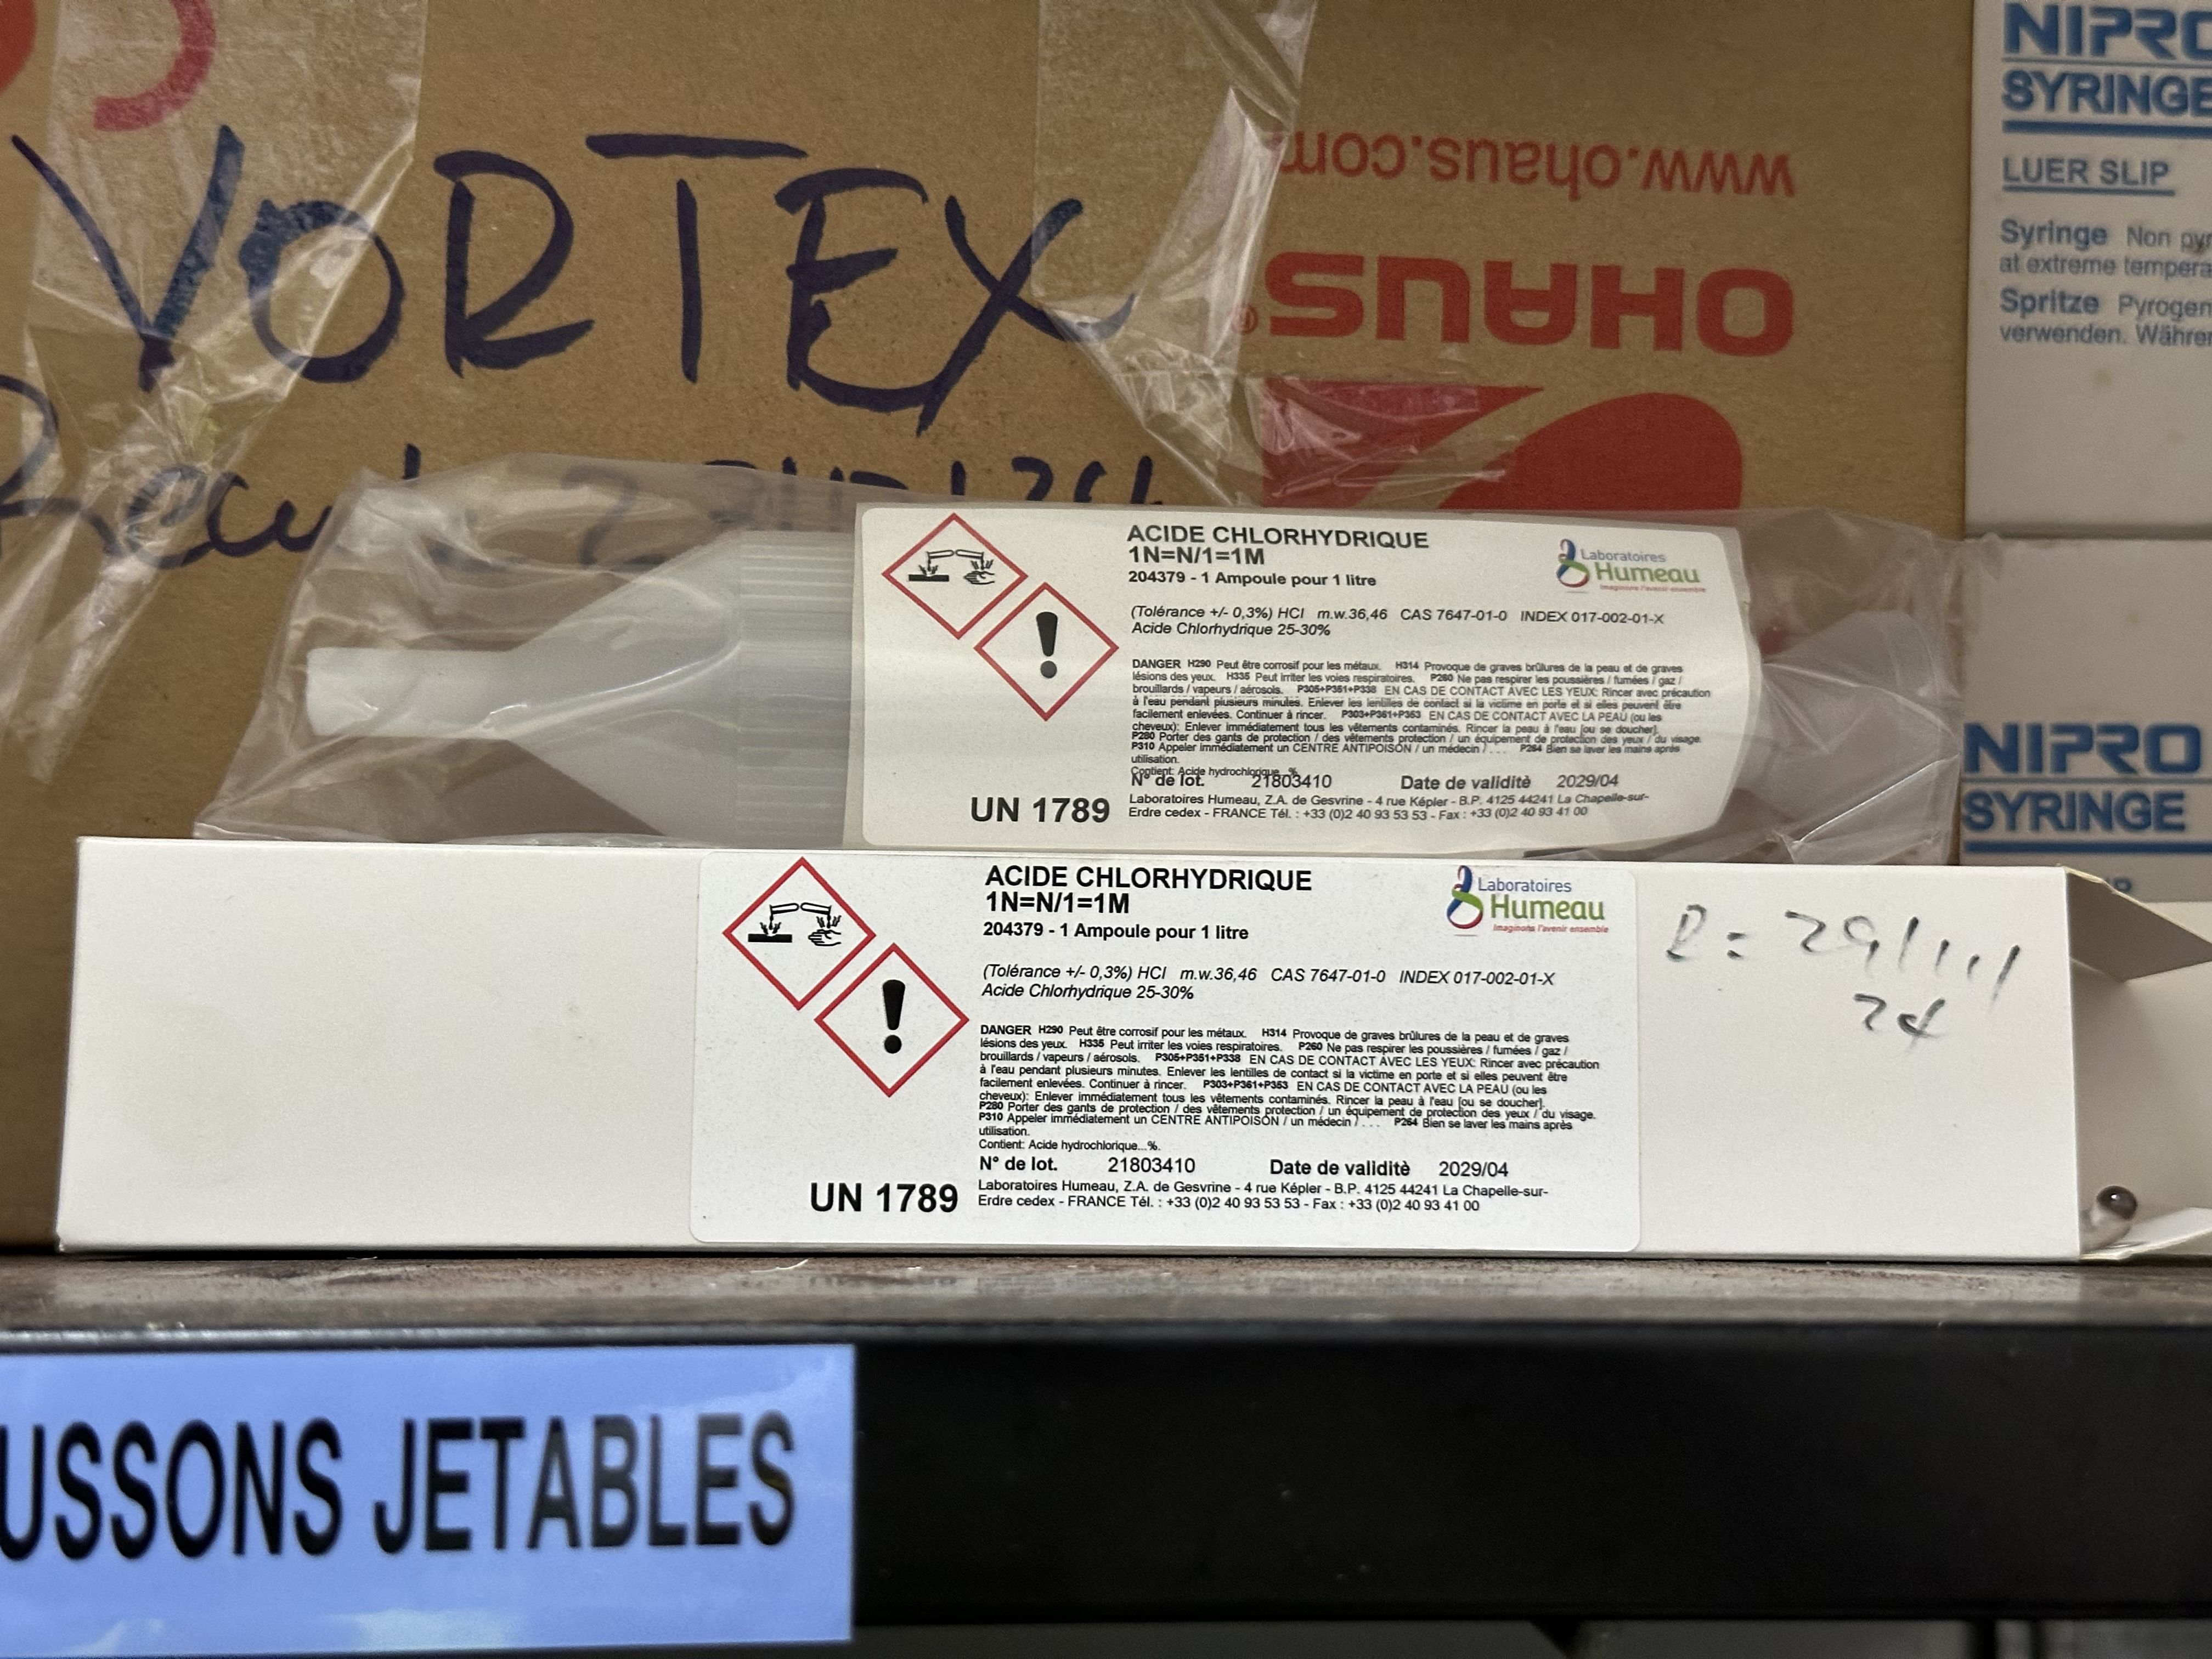 VORTEX
www.ohaus.com
OHAUS®
NIPRO
SYRINGE
LUER SLIP
Syringe Non
at extreme
Spritze
verwenden.
ACIDE CHLORHYDRIQUE
1N=N/1=1M
204379 - 1 Ampoule pour 1 litre
Laboratoires
Humeau
Imaginons l'avenir ensemble
(Tolérance +/- 0,3%) HCl m.w.36,46 CAS 7647-01-0 INDEX 017-002-01-X
Acide Chlorhydrique 25-30%
DANGER H290 Peut être corrosif pour les métaux. H314 Provoque de graves brûlures de la peau et de graves
lésions des yeux. H335 Peut irriter les voies respiratoires. P260 Ne pas respirer les poussières / fumées / gaz /
brouillards / vapeurs / aérosols. P305+P351+P338 EN CAS DE CONTACT AVEC LES YEUX: Rincer avec précaution
à l'eau pendant plusieurs minutes. Enlever les lentilles de contact si la victime en porte et si elles peuvent être
facilement enlevées. Continuer à rincer. P303+P361+P353 EN CAS DE CONTACT AVEC LA PEAU (ou les
cheveux): Enlever immédiatement tous les vêtements contaminés. Rincer la peau à l'eau [ou se doucher].
P280 Porter des gants de protection / des vêtements protection / un équipement de protection des yeux / du visage.
P310 Appeler immédiatement un CENTRE ANTIPOISON / un médecin / . . . P264 Bien se laver les mains après
utilisation.
Contient: Acide hydrochlorique...%.
N° de lot. 21803410 Date de validitè 2029/04
UN 1789
Laboratoires Humeau, Z.A. de Gesvrine - 4 rue Képler - B.P. 4125 44241 La Chapelle-sur-
Erdre cedex - FRANCE Tél. : +33 (0)2 40 93 53 53 - Fax : +33 (0)2 40 93 41 00
NIPRO
SYRINGE
ACIDE CHLORHYDRIQUE
1N=N/1=1M
204379 - 1 Ampoule pour 1 litre
Laboratoires
Humeau
Imaginons l'avenir ensemble
(Tolérance +/- 0,3%) HCl m.w.36,46 CAS 7647-01-0 INDEX 017-002-01-X
Acide Chlorhydrique 25-30%
DANGER H290 Peut être corrosif pour les métaux. H314 Provoque de graves brûlures de la peau et de graves
lésions des yeux. H335 Peut irriter les voies respiratoires. P260 Ne pas respirer les poussières / fumées / gaz /
brouillards / vapeurs / aérosols. P305+P351+P338 EN CAS DE CONTACT AVEC LES YEUX: Rincer avec précaution
à l'eau pendant plusieurs minutes. Enlever les lentilles de contact si la victime en porte et si elles peuvent être
facilement enlevées. Continuer à rincer. P303+P361+P353 EN CAS DE CONTACT AVEC LA PEAU (ou les
cheveux): Enlever immédiatement tous les vêtements contaminés. Rincer la peau à l'eau [ou se doucher].
P280 Porter des gants de protection / des vêtements protection / un équipement de protection des yeux / du visage.
P310 Appeler immédiatement un CENTRE ANTIPOISON / un médecin / . . . P264 Bien se laver les mains après
utilisation.
Contient: Acide hydrochlorique...%.
N° de lot. 21803410 Date de validitè 2029/04
UN 1789
Laboratoires Humeau, Z.A. de Gesvrine - 4 rue Képler - B.P. 4125 44241 La Chapelle-sur-
Erdre cedex - FRANCE Tél. : +33 (0)2 40 93 53 53 - Fax : +33 (0)2 40 93 41 00
R = 29/11/
24
USSONS JETABLES